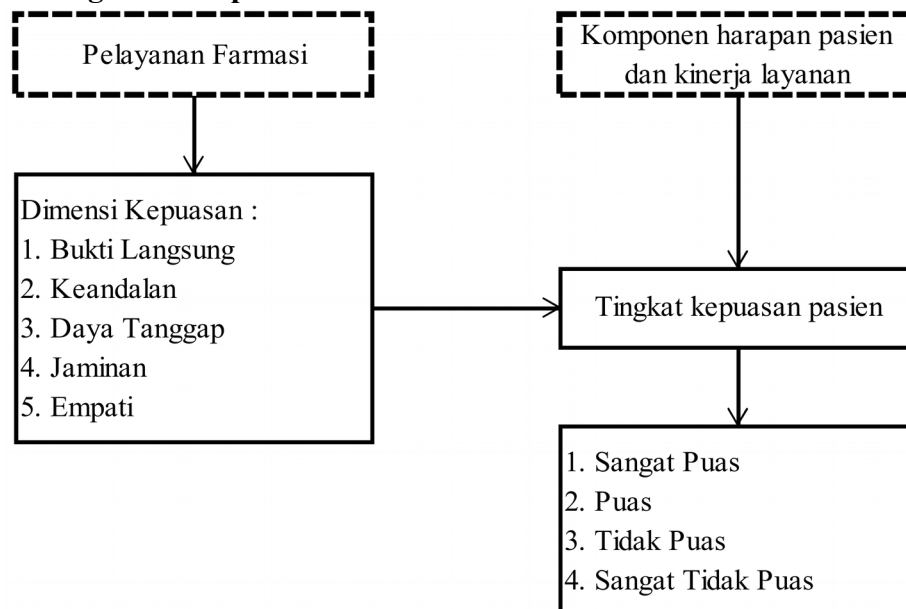 Pelayanan Farmasi
Komponen harapan pasien
dan kinerja layanan
Dimensi Kepuasan :
1. Bukti Langsung
2. Keandalan
3. Daya Tanggap
4. Jaminan
5. Empati
Tingkat kepuasan pasien
1. Sangat Puas
2. Puas
3. Tidak Puas
4. Sangat Tidak Puas